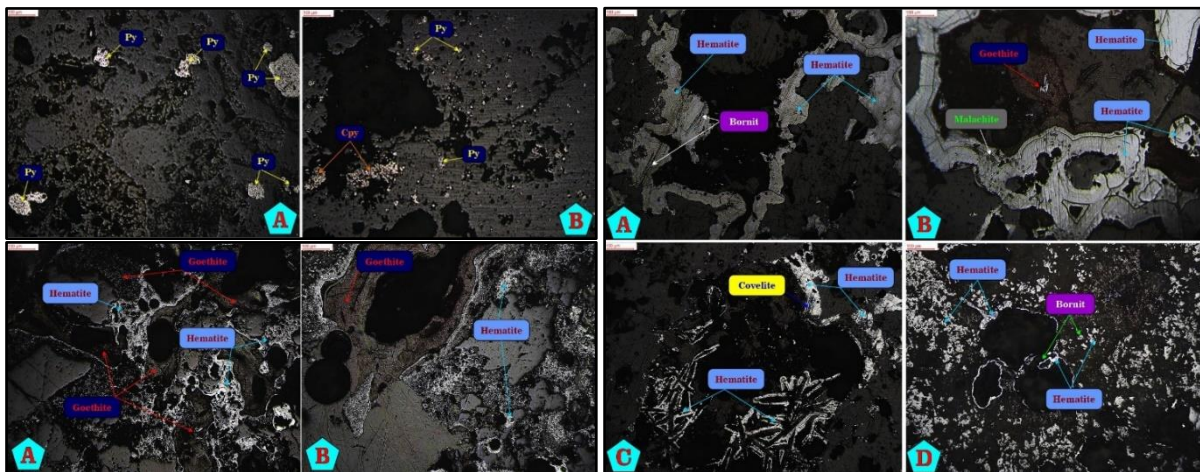 Py
Py
Py
Py
Py
A
Py
Cpy
Py
B
Hematite
Hematite
Bornit
A
Hematite
Goethite
Hematite
Malachite
B
Goethite
Hematite
Hematite
Goethite
A
Goethite
Hematite
B
Covelite
Hematite
Hematite
C
Hematite
Bornit
Hematite
D